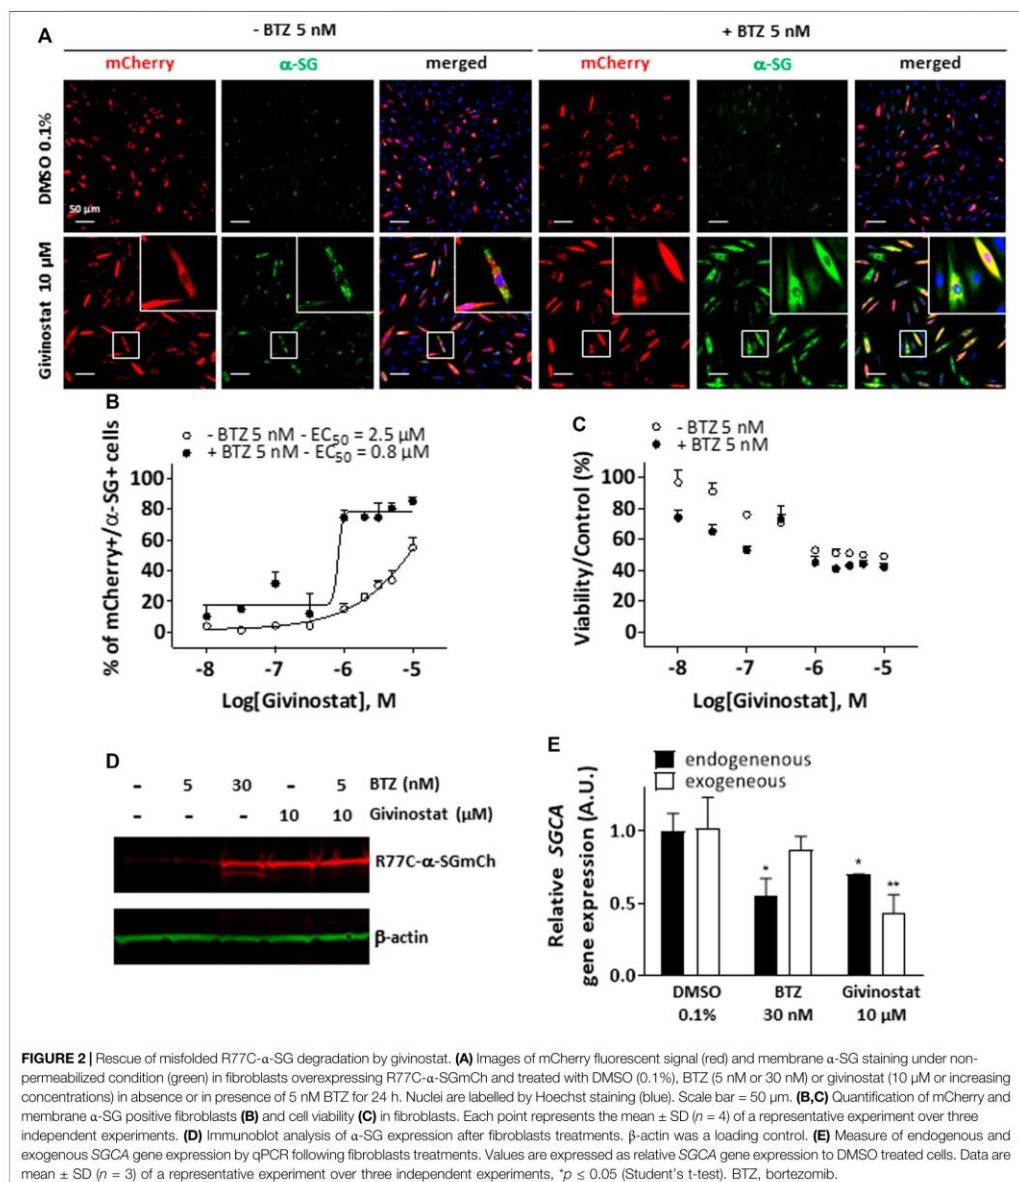 A
- BTZ 5 nM
+ BTZ 5 nM
mCherry α-SG merged mCherry α-SG merged
DMSO 0.1%
50 µm
Givinostat 10 µM
B
- BTZ 5 nM - EC50 = 2.5 µM
+ BTZ 5 nM - EC50 = 0.8 µM
% of mCherry+/α-SG+ cells
100
80
60
40
20
0
-8 -7 -6 -5
Log[Givinostat], M
C
- BTZ 5 nM
+ BTZ 5 nM
Viability/Control (%)
100
80
60
40
20
0
-8 -7 -6 -5
Log[Givinostat], M
D
- 5 30 - 5 BTZ (nM)
- - - 10 10 Givinostat (µM)
R77C-α-SGmCh
β-actin
E
endogenenous
exogeneous
Relative SGCA
gene expression (A.U.)
1.0
0.5
0.0
* * **
DMSO BTZ Givinostat
0.1% 30 nM 10 µM
FIGURE 2 | Rescue of misfolded R77C-α-SG degradation by givinostat. (A) Images of mCherry fluorescent signal (red) and membrane α-SG staining under non-
permeabilized condition (green) in fibroblasts overexpressing R77C-α-SGmCh and treated with DMSO (0.1%), BTZ (5 nM or 30 nM) or givinostat (10 µM or increasing
concentrations) in absence or in presence of 5 nM BTZ for 24 h. Nuclei are labelled by Hoechst staining (blue). Scale bar = 50 µm. (B,C) Quantification of mCherry and
membrane α-SG positive fibroblasts (B) and cell viability (C) in fibroblasts. Each point represents the mean ± SD (n = 4) of a representative experiment over three
independent experiments. (D) Immunoblot analysis of α-SG expression after fibroblasts treatments. β-actin was a loading control. (E) Measure of endogenous and
exogenous SGCA gene expression by qPCR following fibroblasts treatments. Values are expressed as relative SGCA gene expression to DMSO treated cells. Data are
mean ± SD (n = 3) of a representative experiment over three independent experiments, *p ≤ 0.05 (Student's t-test). BTZ, bortezomib.